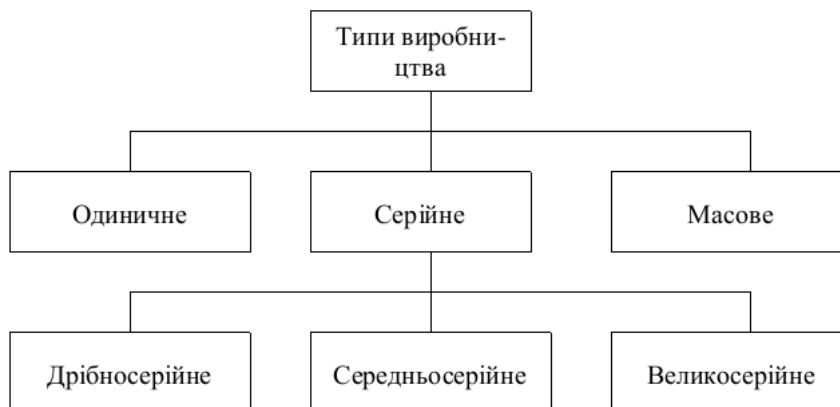 Типи виробни-
цтва
Одиничне
Серійне
Масове
Дрібносерійне
Середньосерійне
Великосерійне